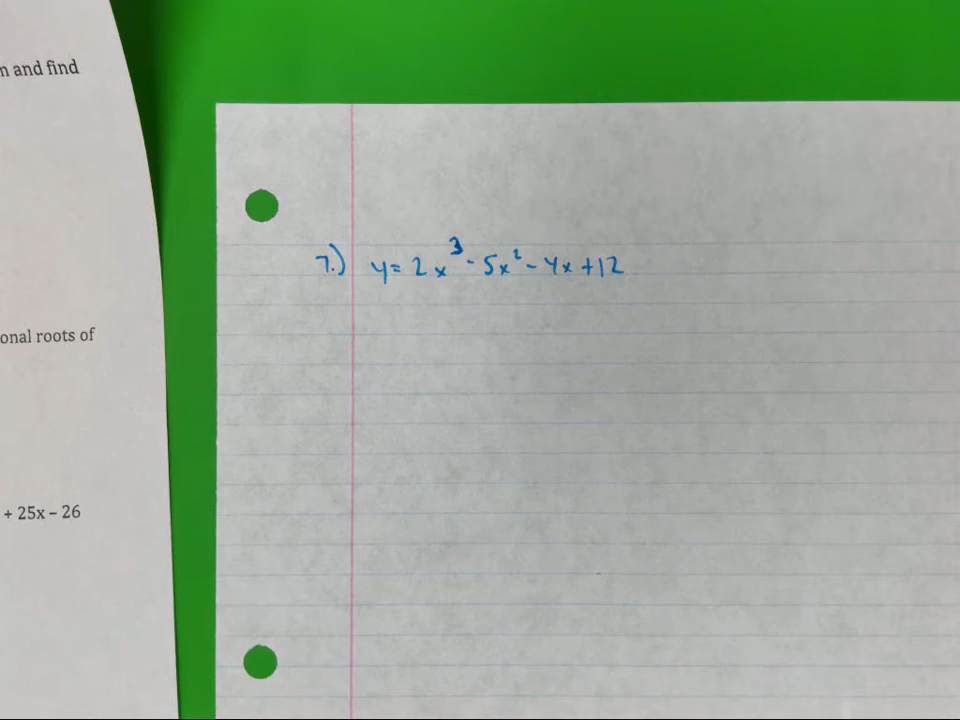 n and find
7.) y = 2x³ - 5x² - 4x + 12
onal roots of
+ 25x – 26